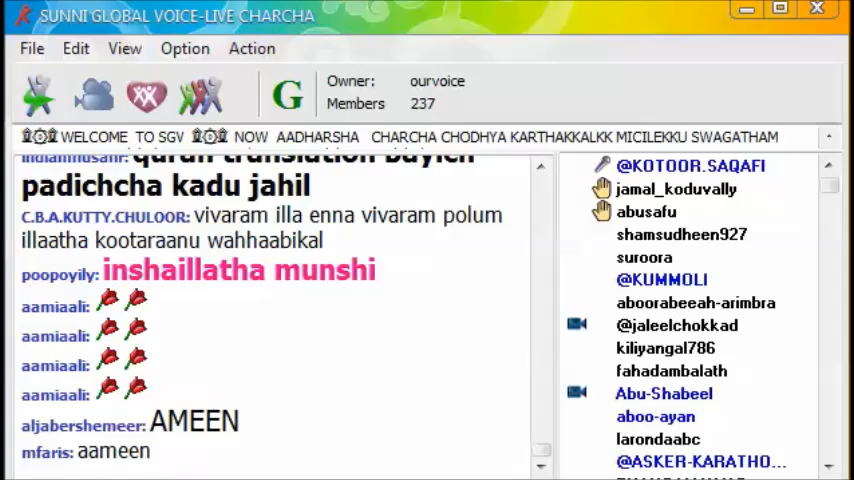 SUNNI GLOBAL VOICE-LIVE CHARCHA
File Edit View Option Action
G
Owner: ourvoice
Members 237
WELCOME TO SGV NOW AADHARSHA CHARCHA CHODHYA KARTHAKKALKK MICILEKKU SWAGATHAM
quran translation
padichcha kadu jahil
C.B.A.KUTTY.CHULOOR: vivaram illa enna vivaram polum
illaatha kootaraanu wahhaabikal
poopoyily: inshaillatha munshi
aamiaali:
aamiaali:
aamiaali:
aamiaali:
aljabershemeer: AMEEN
mfaris: aameen
@KOTOOR.SAQAFI
jamal_koduvally
abusafu
shamsudheen927
suroora
@KUMMOLI
aboorabeeah-arimbra
@jaleelchokkad
kiliyangal786
fahadambalath
Abu-Shabeel
aboo-ayan
larondaabc
@ASKER-KARATHO...